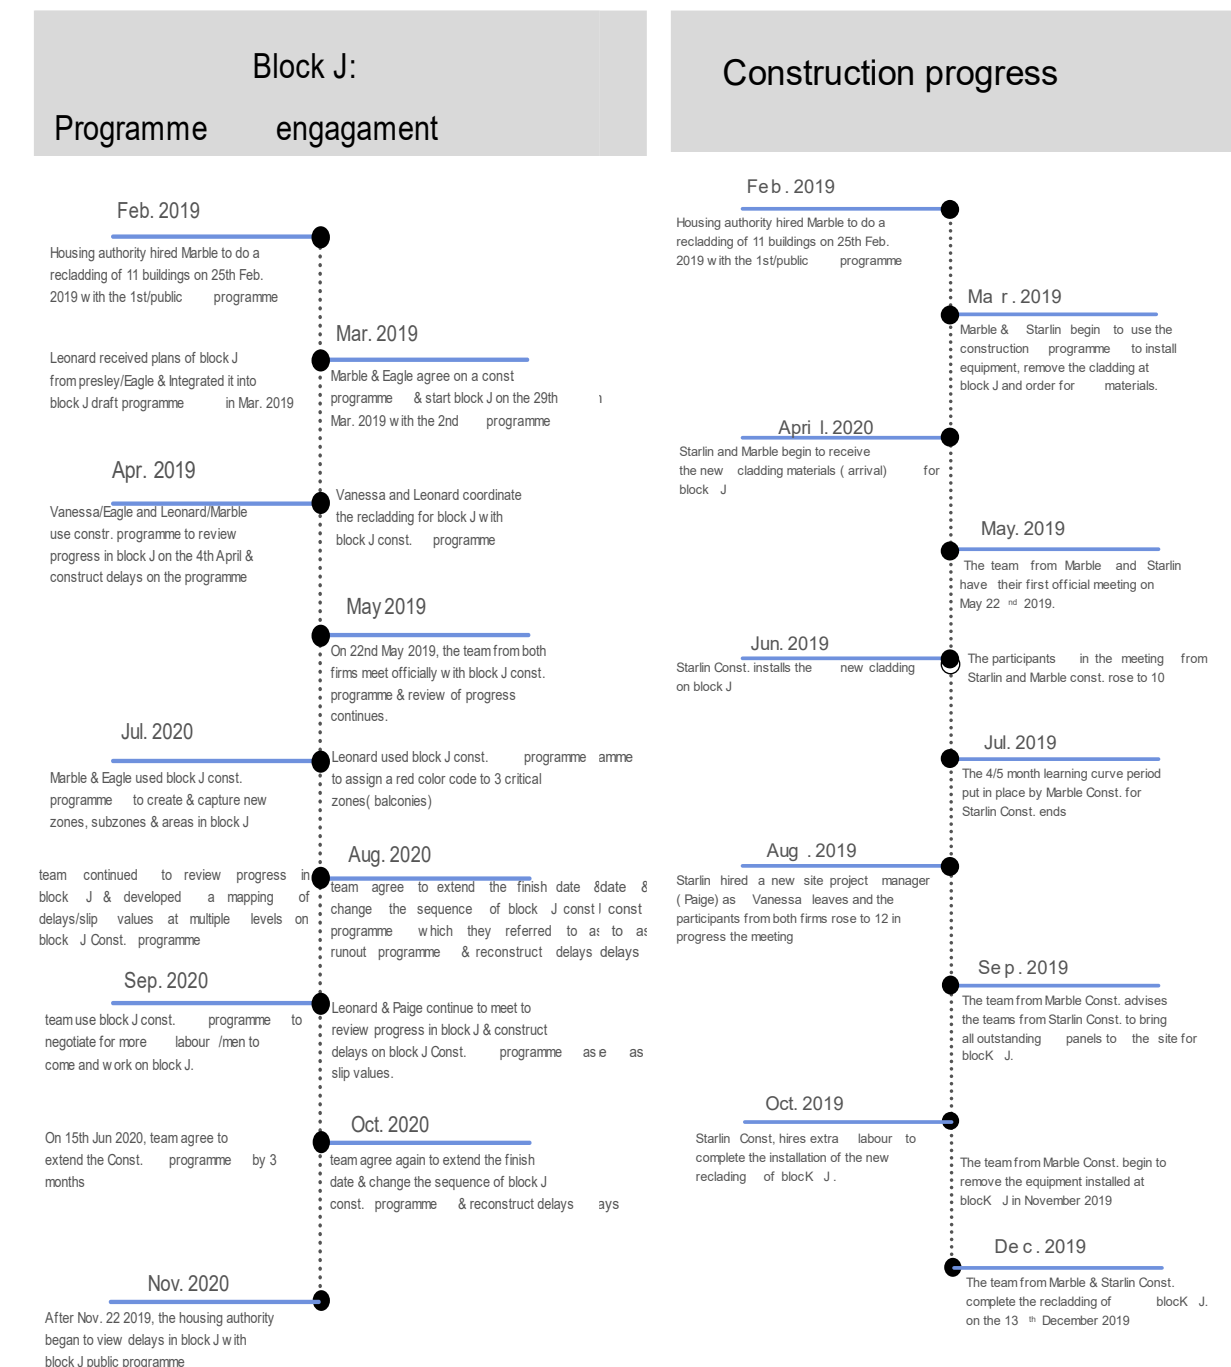 Block J:
Programme engagament
Feb. 2019
Housing authority hired Marble to do a
recladding of 11 buildings on 25th Feb.
2019 with the 1st/public programme
Mar. 2019
Leonard received plans of block J
from presley/Eagle & Integrated it into
block J draft programme in Mar. 2019
Marble & Eagle agree on a const
programme & start block J on the 29th
Mar. 2019 with the 2nd programme
Apr. 2019
Vanessa/Eagle and Leonard/Marble
use constr. programme to review
progress in block J on the 4th April &
construct delays on the programme
Vanessa and Leonard coordinate
the recladding for block J with
block J const. programme
May 2019
On 22nd May 2019, the team from both
firms meet officially with block J const.
programme & review of progress
continues.
Jul. 2020
Marble & Eagle used block J const.
programme to create & capture new
zones, subzones & areas in block J
Leonard used block J const. programme amme
to assign a red color code to 3 critical
zones( balconies)
Aug. 2020
team continued to review progress in
block J & developed a mapping of
delays/slip values at multiple levels on
block J Const. programme
team agree to extend the finish date &date &
change the sequence of block J const const
programme which they referred to as to as
runout programme & reconstruct delays delays
Sep. 2020
team use block J const. programme to
negotiate for more labour /men to
come and work on block J.
Leonard & Paige continue to meet to
review progress in block J & construct
delays on block J Const. programme as e as
slip values.
Oct. 2020
On 15th Jun 2020, team agree to
extend the Const. programme by 3
months
team agree again to extend the finish
date & change the sequence of block J
const. programme & reconstruct delays ays
Nov. 2020
After Nov. 22 2019, the housing authority
began to view delays in block J with
block J public programme
Construction progress
Feb. 2019
Housing authority hired Marble to do a
recladding of 11 buildings on 25th Feb.
2019 with the 1st/public programme
Mar. 2019
Marble & Starlin begin to use the
construction programme to install
equipment, remove the cladding at
block J and order for materials.
April. 2020
Starlin and Marble begin to receive
the new cladding materials ( arrival) for
block J
May. 2019
The team from Marble and Starlin
have their first official meeting on
May 22 nd 2019.
Jun. 2019
Starlin Const. installs the new cladding
on block J
The participants in the meeting from
Starlin and Marble const. rose to 10
Jul. 2019
The 4/5 month learning curve period
put in place by Marble Const. for
Starlin Const. ends
Aug . 2019
Starlin hired a new site project manager
( Paige) as Vanessa leaves and the
participants from both firms rose to 12 in
progress the meeting
Sep. 2019
The team from Marble Const. advises
the teams from Starlin Const. to bring
all outstanding panels to the site for
blocK J.
Oct. 2019
Starlin Const, hires extra labour to
complete the installation of the new
reclading of blocK J .
The team from Marble Const. begin to
remove the equipment installed at
blocK J in November 2019
Dec. 2019
The team from Marble & Starlin Const.
complete the recladding of blocK J.
on the 13 th December 2019